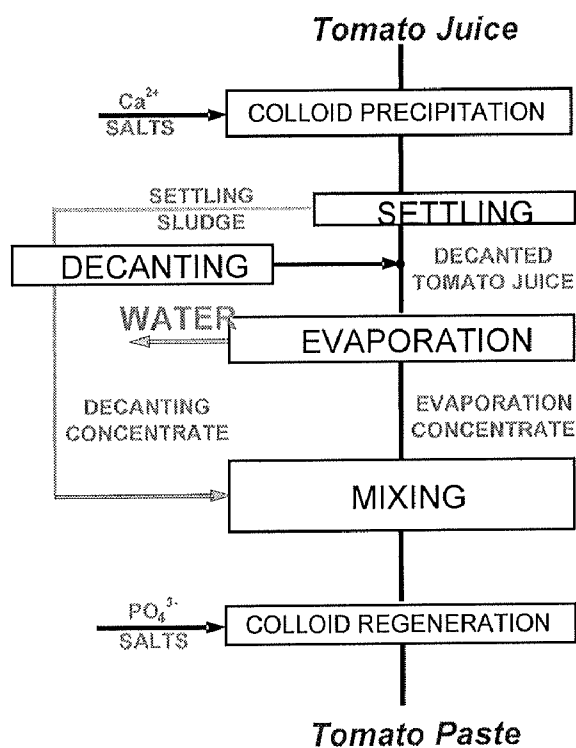 Tomato Juice
Ca²⁺
SALTS
COLLOID PRECIPITATION
SETTLING
SLUDGE
SETTLING
DECANTING
DECANTED
TOMATO JUICE
WATER
EVAPORATION
DECANTING
CONCENTRATE
EVAPORATION
CONCENTRATE
MIXING
PO₄³⁻
SALTS
COLLOID REGENERATION
Tomato Paste